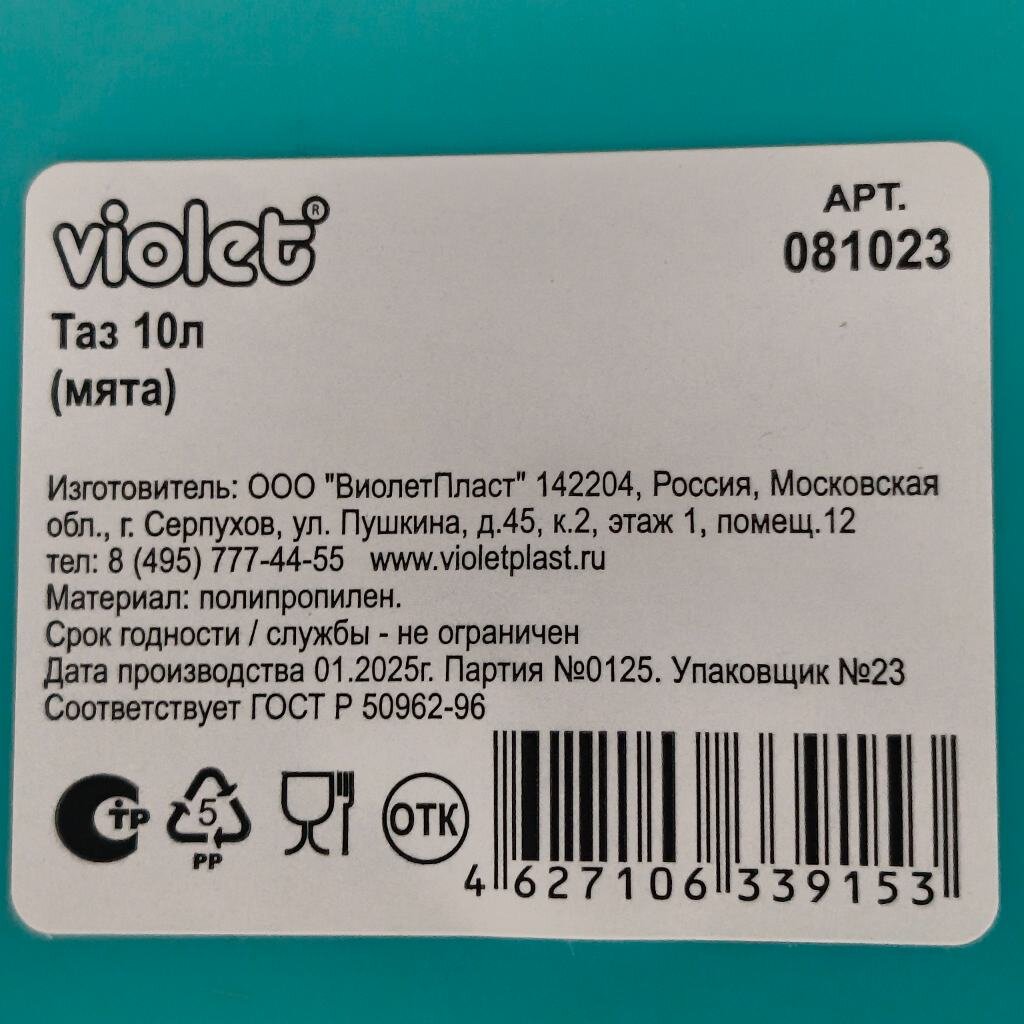 violet®
АРТ.
081023
Таз 10л
(мята)
Изготовитель: ООО "ВиолетПласт" 142204, Россия, Московская
обл., г. Серпухов, ул. Пушкина, д.45, к.2, этаж 1, помещ.12
тел: 8 (495) 777-44-55 www.violetplast.ru
Материал: полипропилен.
Срок годности / службы - не ограничен
Дата производства 01.2025г. Партия №0125. Упаковщик №23
Соответствует ГОСТ Р 50962-96
СТР
5
PP
ОТК
4 627106 339153